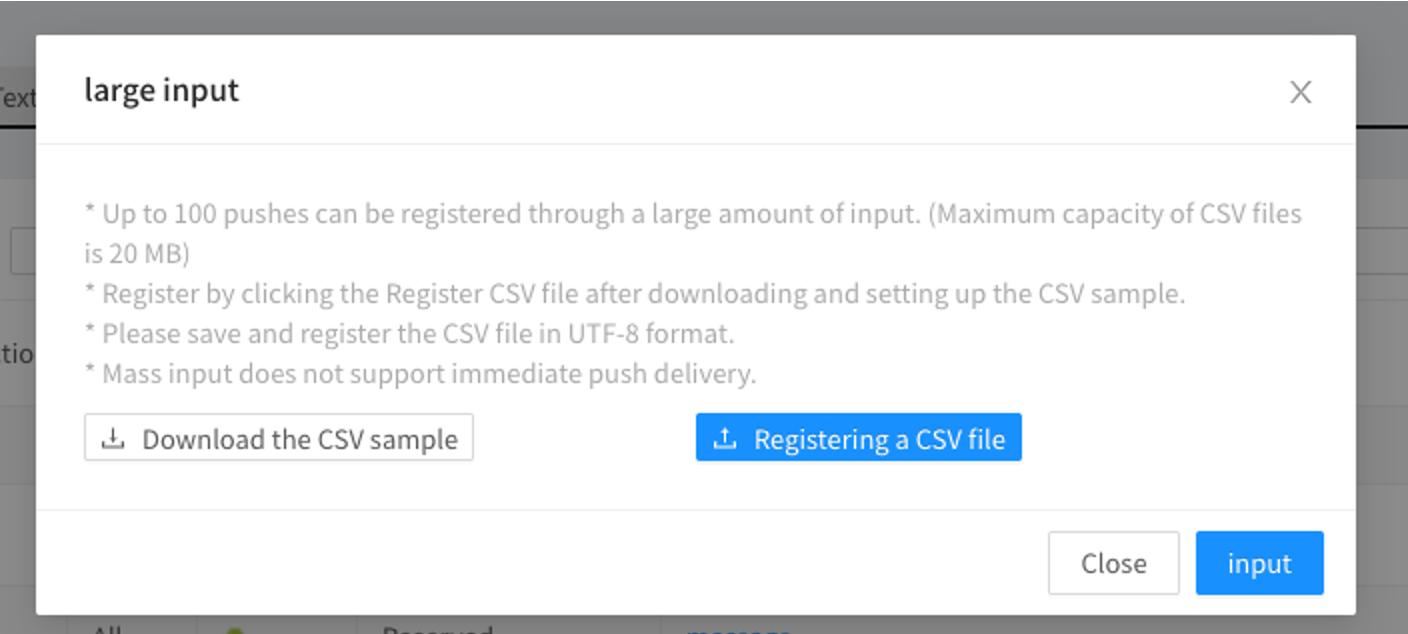 large input
Text
* Up to 100 pushes can be registered through a large amount of input. (Maximum capacity of CSV files
is 20 MB)
* Register by clicking the Register CSV file after downloading and setting up the CSV sample.
* Please save and register the CSV file in UTF-8 format.
ctio
* Mass input does not support immediate push delivery.
Download the CSV sample
Registering a CSV file
Close
input
All
Reserved
message